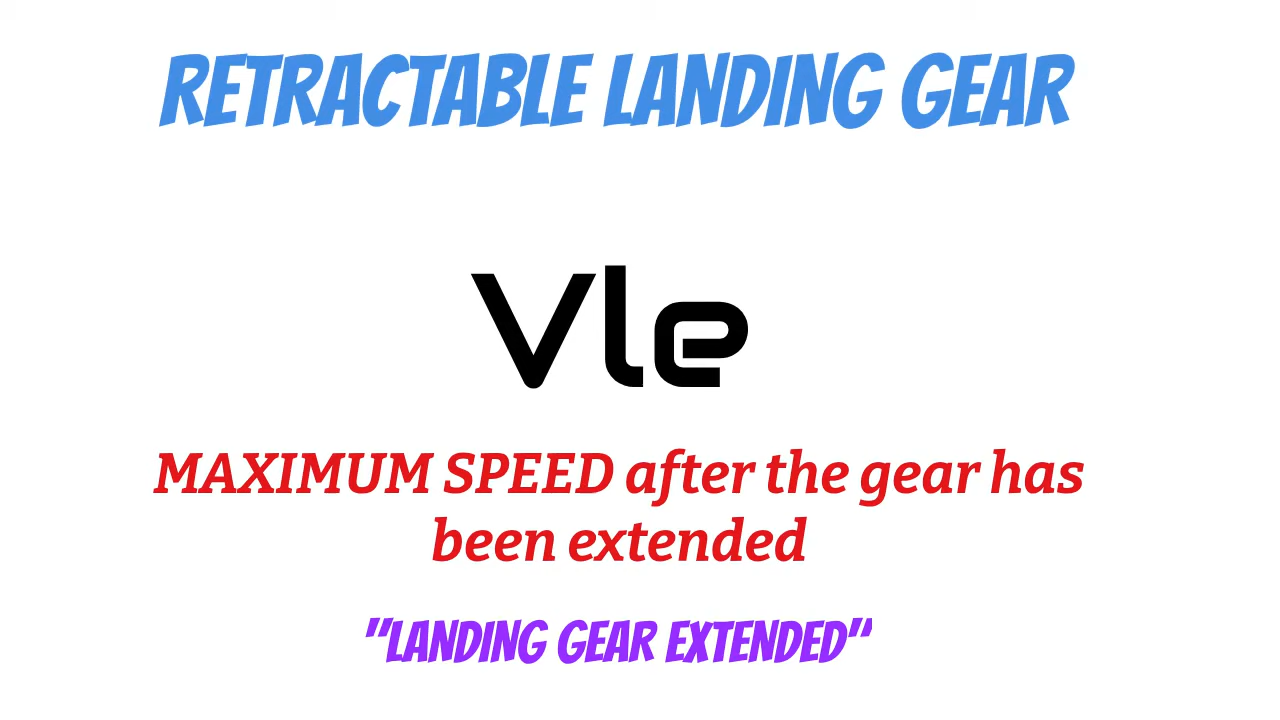 RETRACTABLE LANDING GEAR
Vle
MAXIMUM SPEED after the gear has
been extended
"LANDING GEAR EXTENDED"